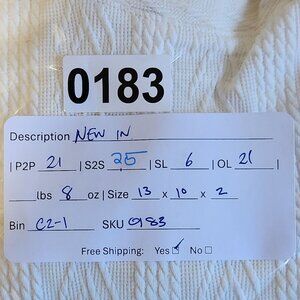 0183
Description NEW IN
| P2P 21 | S2S 25 | SL 6 | OL 21 |
lbs 8 oz | Size 13 x 10 x 2
Bin C2-1 SKU 0183
Free Shipping: Yes ☑ No ☐